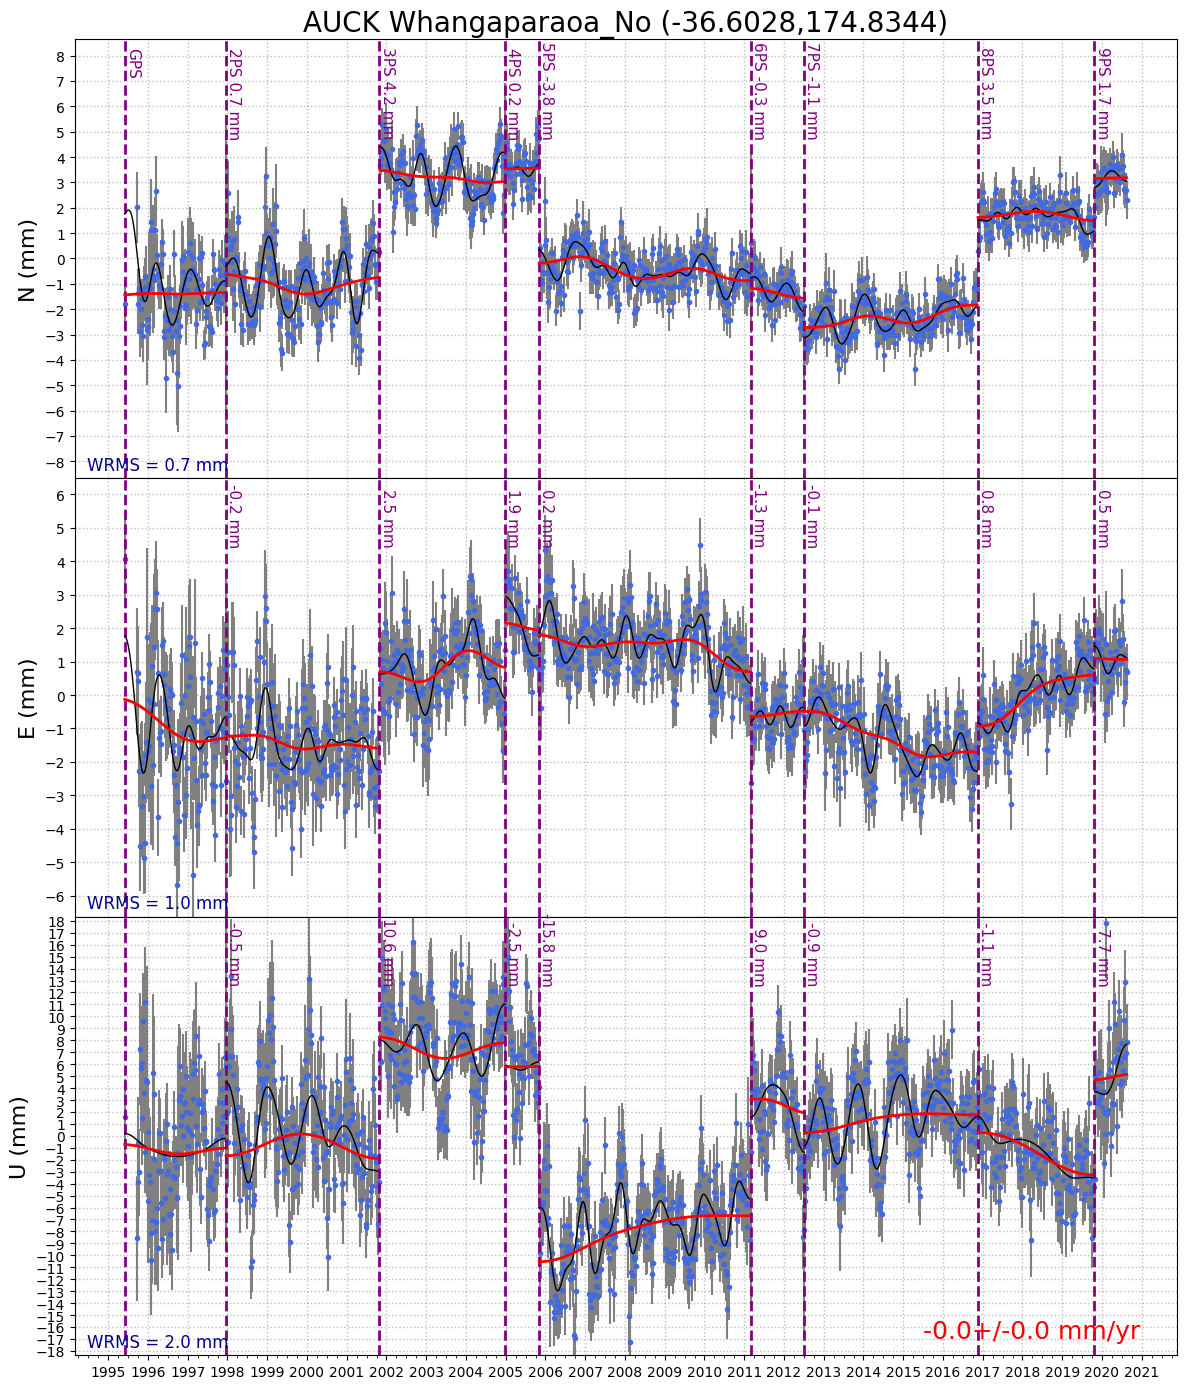 AUCK Whangaparaoa_No (-36.6028,174.8344)
8
7
6
5
4
3
2
1
0
−1
−2
−3
−4
−5
−6
−7
−8
N (mm)
GPS
2PS 0.7 mm
3PS 4.2 mm
4PS 0.2 mm
5PS -3.8 mm
6PS -0.3 mm
7PS -1.1 mm
8PS 3.5 mm
9PS 1.7 mm
WRMS = 0.7 mm
6
5
4
3
2
1
0
−1
−2
−3
−4
−5
−6
E (mm)
-0.2 mm
2.5 mm
1.9 mm
0.2 mm
-1.3 mm
-0.1 mm
0.8 mm
0.5 mm
WRMS = 1.0 mm
18
17
16
15
14
13
12
11
10
9
8
7
6
5
4
3
2
1
0
−1
−2
−3
−4
−5
−6
−7
−8
−9
−10
−11
−12
−13
−14
−15
−16
−17
−18
U (mm)
-0.5 mm
10.6 mm
-2.5 mm
-15.8 mm
9.0 mm
-0.9 mm
-1.1 mm
7.7 mm
WRMS = 2.0 mm
-0.0+/-0.0 mm/yr
1995 1996 1997 1998 1999 2000 2001 2002 2003 2004 2005 2006 2007 2008 2009 2010 2011 2012 2013 2014 2015 2016 2017 2018 2019 2020 2021